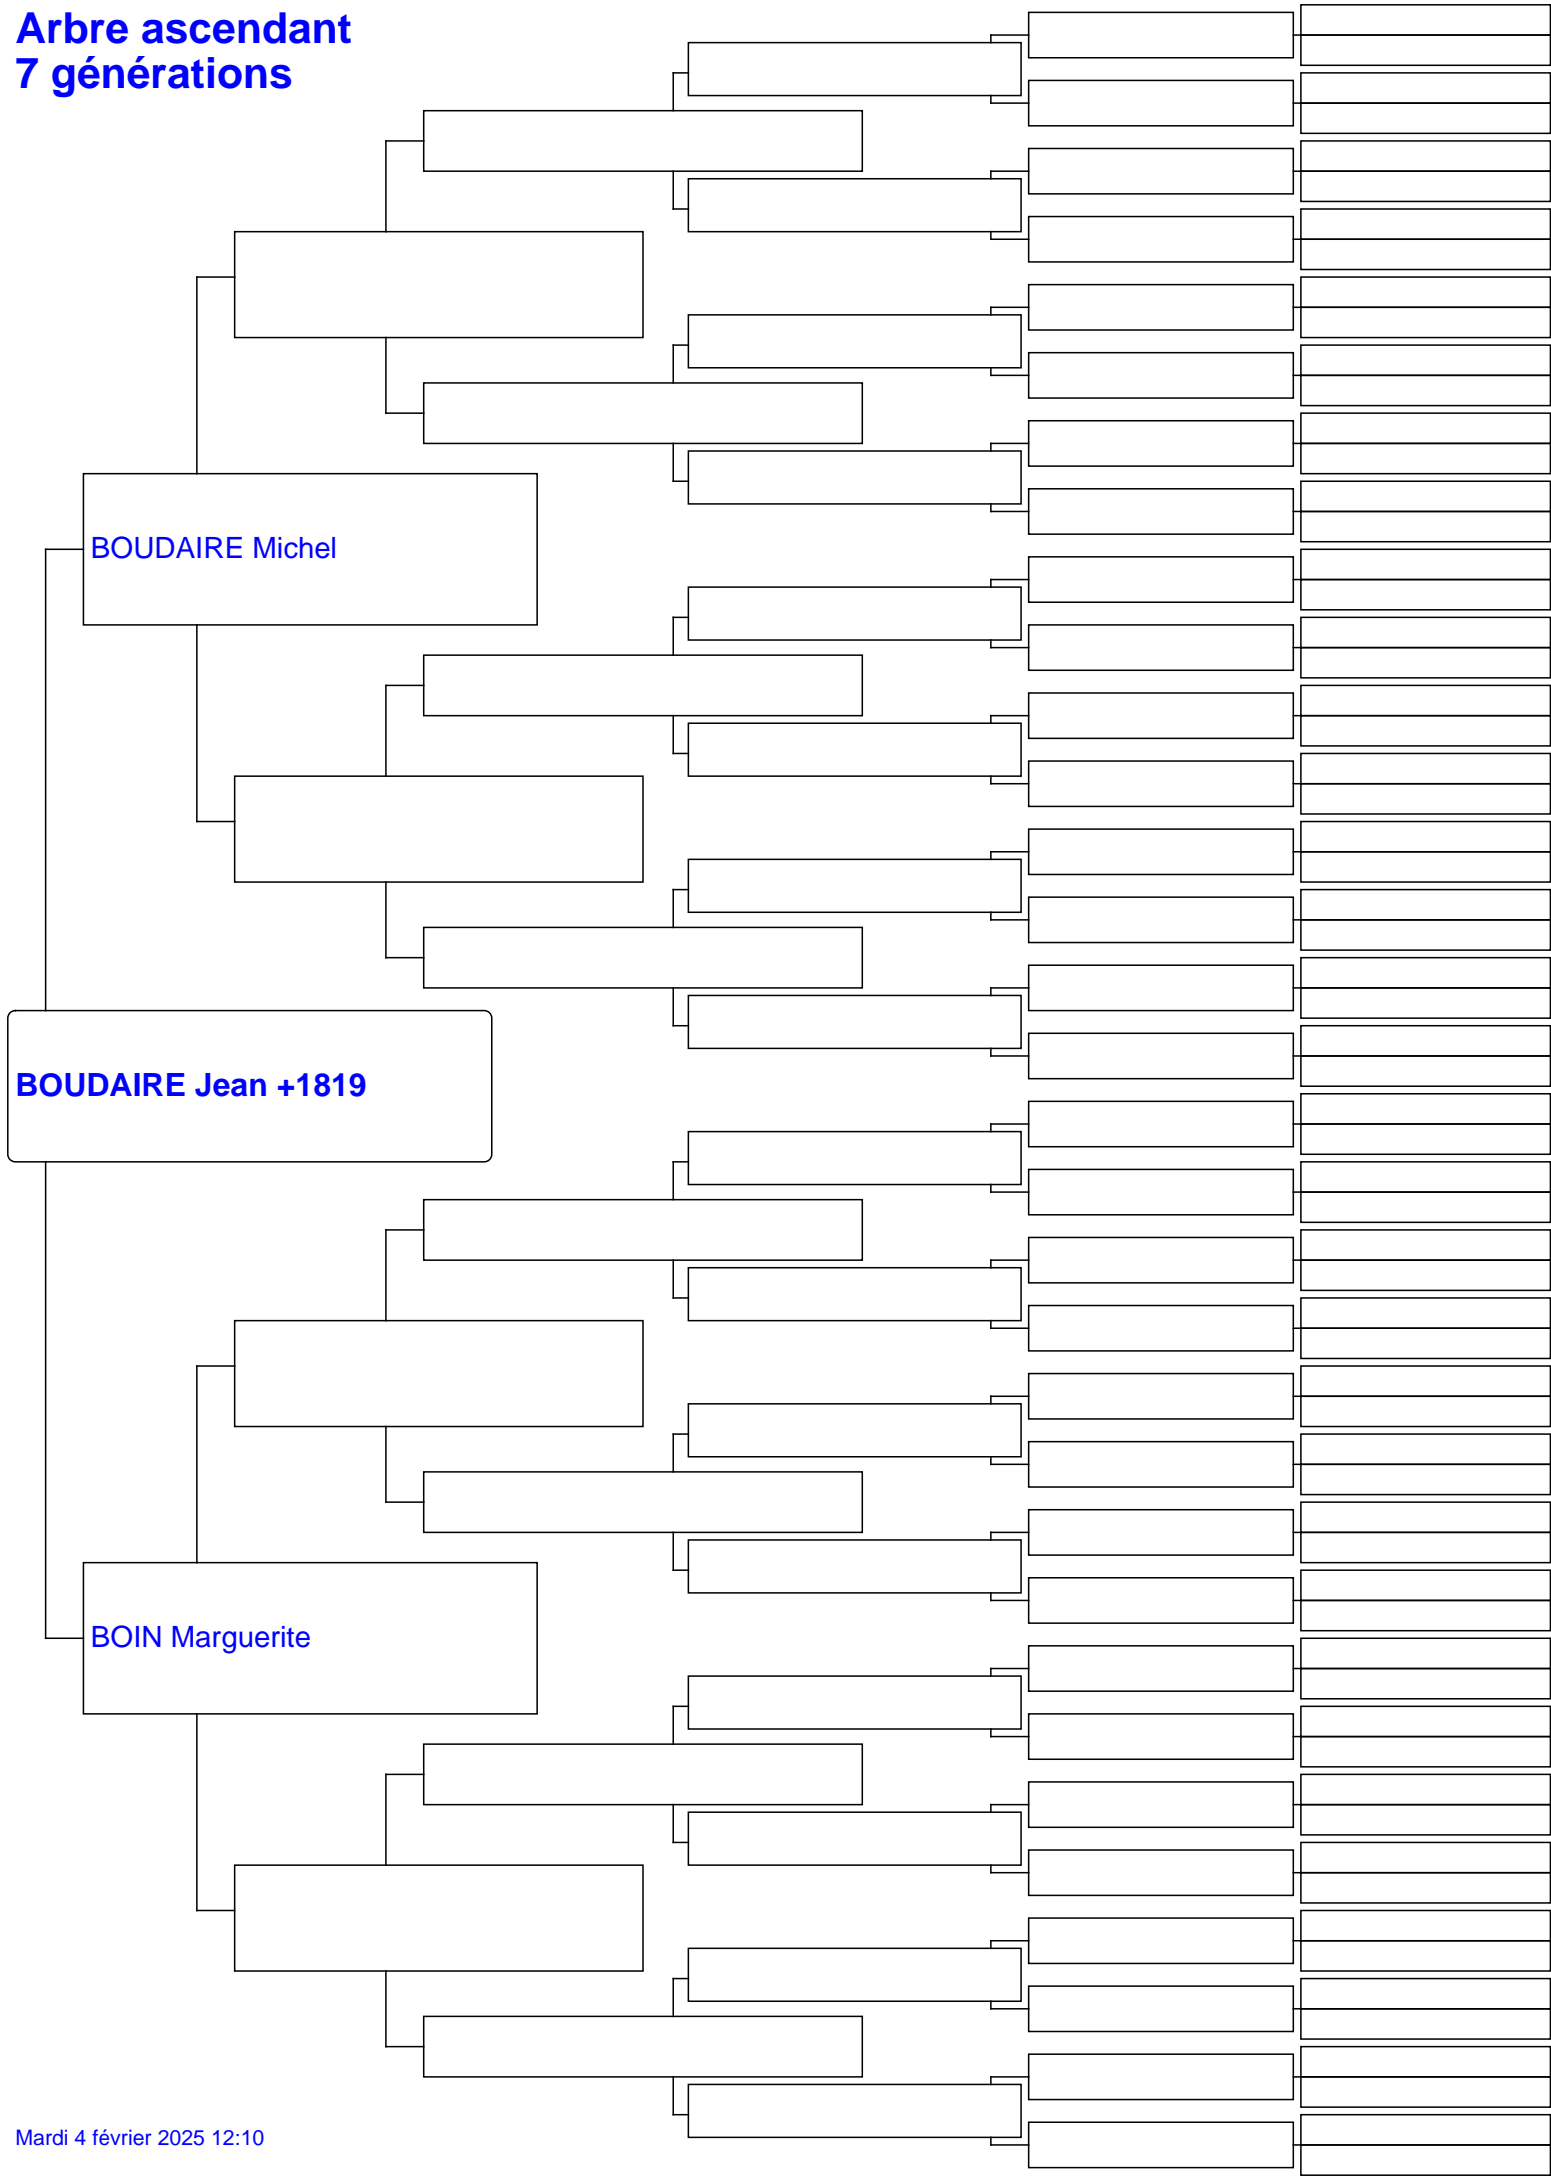 Arbre ascendant
7 générations
BOUDAIRE Michel
BOUDAIRE Jean +1819
BOIN Marguerite
Mardi 4 février 2025 12:10